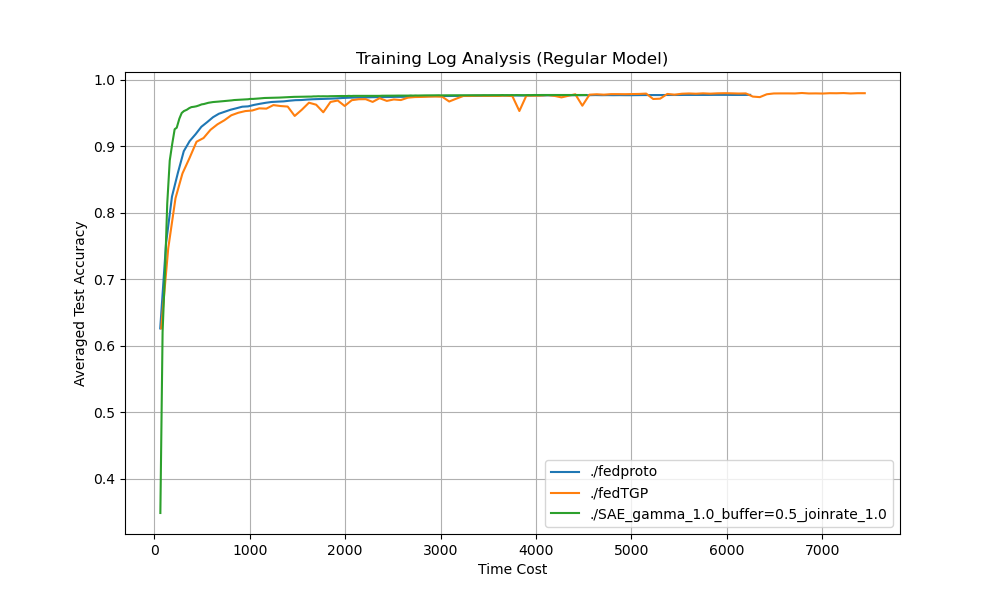 Training Log Analysis (Regular Model)
1.0
0.9
0.8
0.7
0.6
0.5
0.4
Averaged Test Accuracy
./fedproto
./fedTGP
./SAE_gamma_1.0_buffer=0.5_joinrate_1.0
0 1000 2000 3000 4000 5000 6000 7000
Time Cost